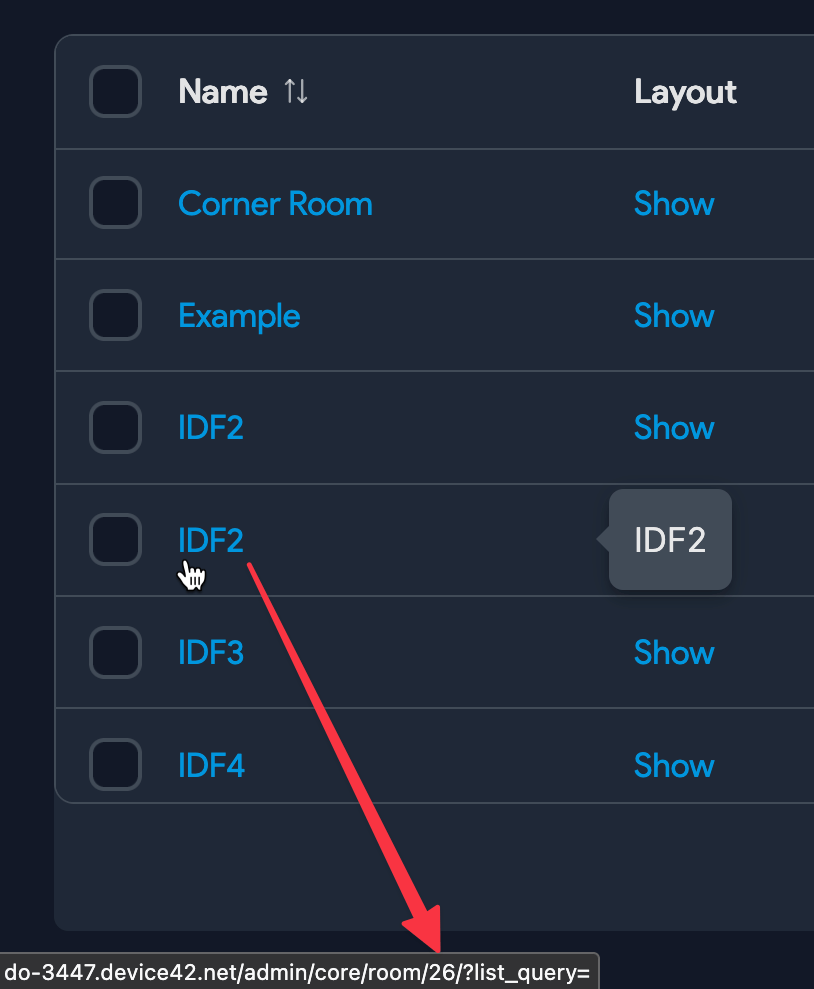 Name ↑↓ Layout
Corner Room Show
Example Show
IDF2 Show
IDF2 IDF2
IDF3 Show
IDF4 Show
do-3447.device42.net/admin/core/room/26/?list_query=